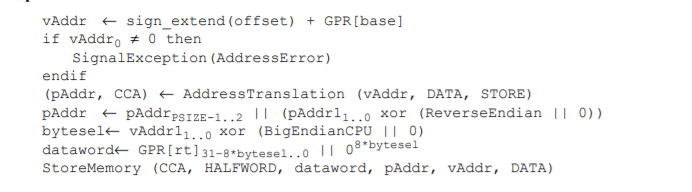 vAddr ← sign_extend(offset) + GPR[base]
if vAddr₀ ≠ 0 then
SignalException(AddressError)
endif
(pAddr, CCA) ← AddressTranslation (vAddr, DATA, STORE)
pAddr ← pAddrPSIZE-1..2 || (pAddr11..0 xor (ReverseEndian || 0))
bytesel← vAddr11..0 xor (BigEndianCPU || 0)
dataword← GPR[rt]31-8*bytesel..0 || 08*bytesel
StoreMemory (CCA, HALFWORD, dataword, pAddr, vAddr, DATA)